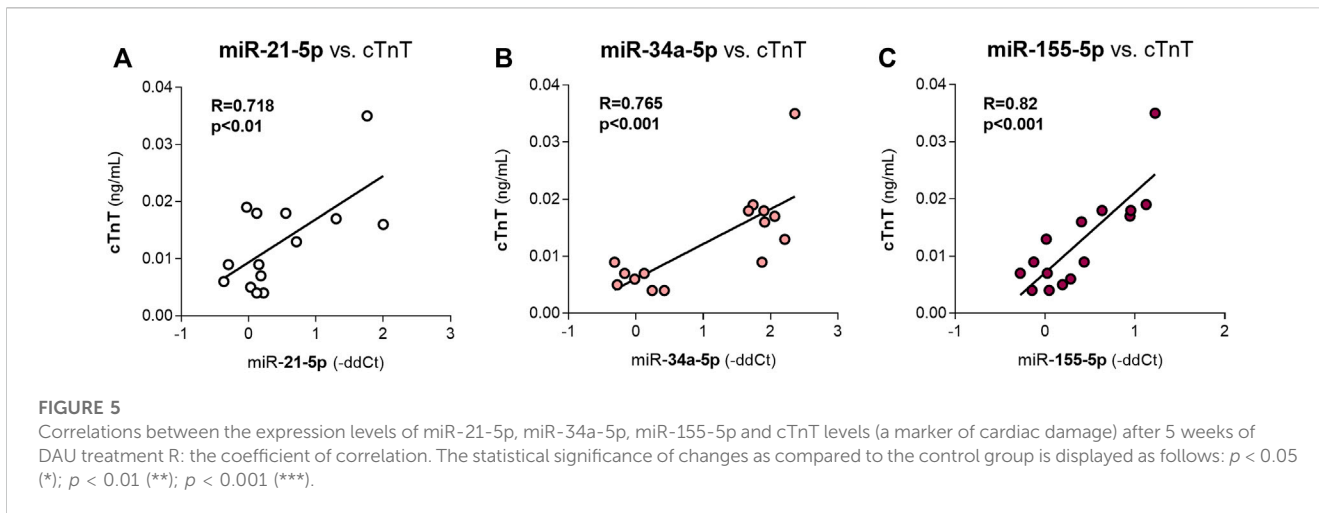 A
miR-21-5p vs. cTnT
R=0.718
p<0.01
0.04
0.03
0.02
0.01
0.00
cTnT (ng/mL)
-1
0
1
2
3
miR-21-5p (-ddCt)
B
miR-34a-5p vs. cTnT
R=0.765
p<0.001
0.04
0.03
0.02
0.01
0.00
cTnT (ng/mL)
-1
0
1
2
3
miR-34a-5p (-ddCt)
C
miR-155-5p vs. cTnT
R=0.82
p<0.001
0.04
0.03
0.02
0.01
0.00
cTnT (ng/mL)
-1
0
1
2
miR-155-5p (-ddCt)
FIGURE 5
Correlations between the expression levels of miR-21-5p, miR-34a-5p, miR-155-5p and cTnT levels (a marker of cardiac damage) after 5 weeks of
DAU treatment R: the coefficient of correlation. The statistical significance of changes as compared to the control group is displayed as follows: p < 0.05
(*); p < 0.01 (**); p < 0.001 (***).